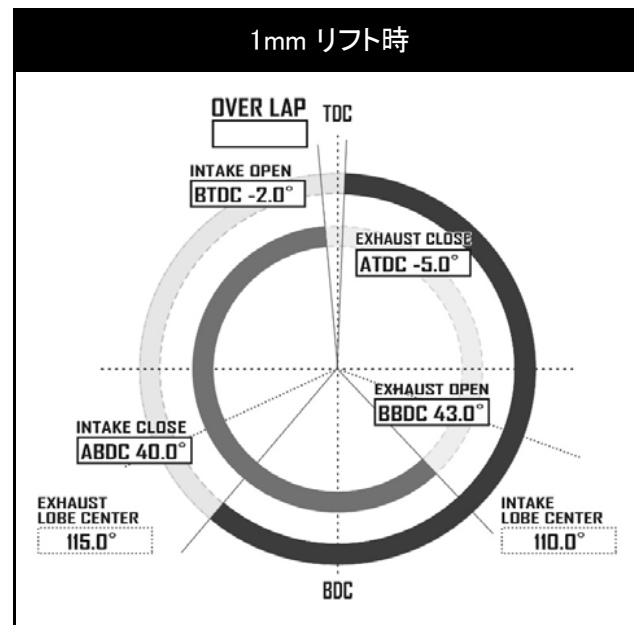 1mm リフト時
OVER LAP
TDC
INTAKE OPEN
BTDC -2.0°
EXHAUST CLOSE
ATDC -5.0°
EXHAUST OPEN
BBDC 43.0°
INTAKE CLOSE
ABDC 40.0°
EXHAUST
LOBE CENTER
115.0°
INTAKE
LOBE CENTER
110.0°
BDC